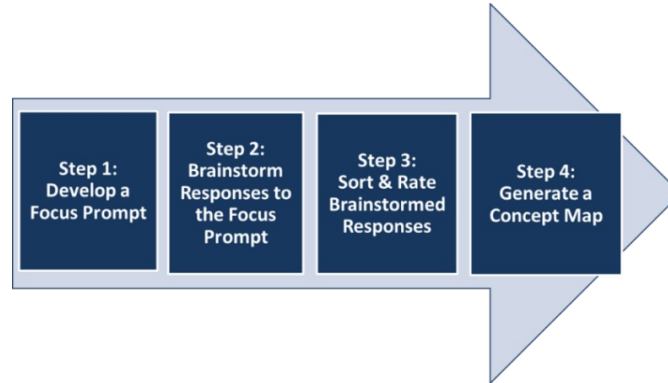 Step 1:
Develop a
Focus Prompt
Step 2:
Brainstorm
Responses to
the Focus
Prompt
Step 3:
Sort & Rate
Brainstormed
Responses
Step 4:
Generate a
Concept Map